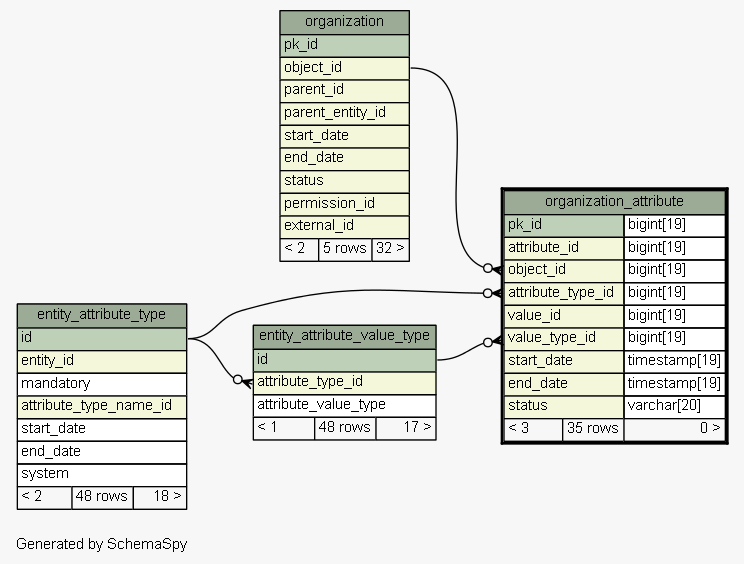 organization
pk_id
object_id
parent_id
parent_entity_id
start_date
end_date
status
permission_id
external_id
< 2 5 rows 32 >
organization_attribute
pk_id bigint[19]
attribute_id bigint[19]
object_id bigint[19]
attribute_type_id bigint[19]
value_id bigint[19]
value_type_id bigint[19]
start_date timestamp[19]
end_date timestamp[19]
status varchar[20]
< 3 35 rows 0 >
entity_attribute_type
id
entity_id
mandatory
attribute_type_name_id
start_date
end_date
system
< 2 48 rows 18 >
entity_attribute_value_type
id
attribute_type_id
attribute_value_type
< 1 48 rows 17 >
Generated by SchemaSpy